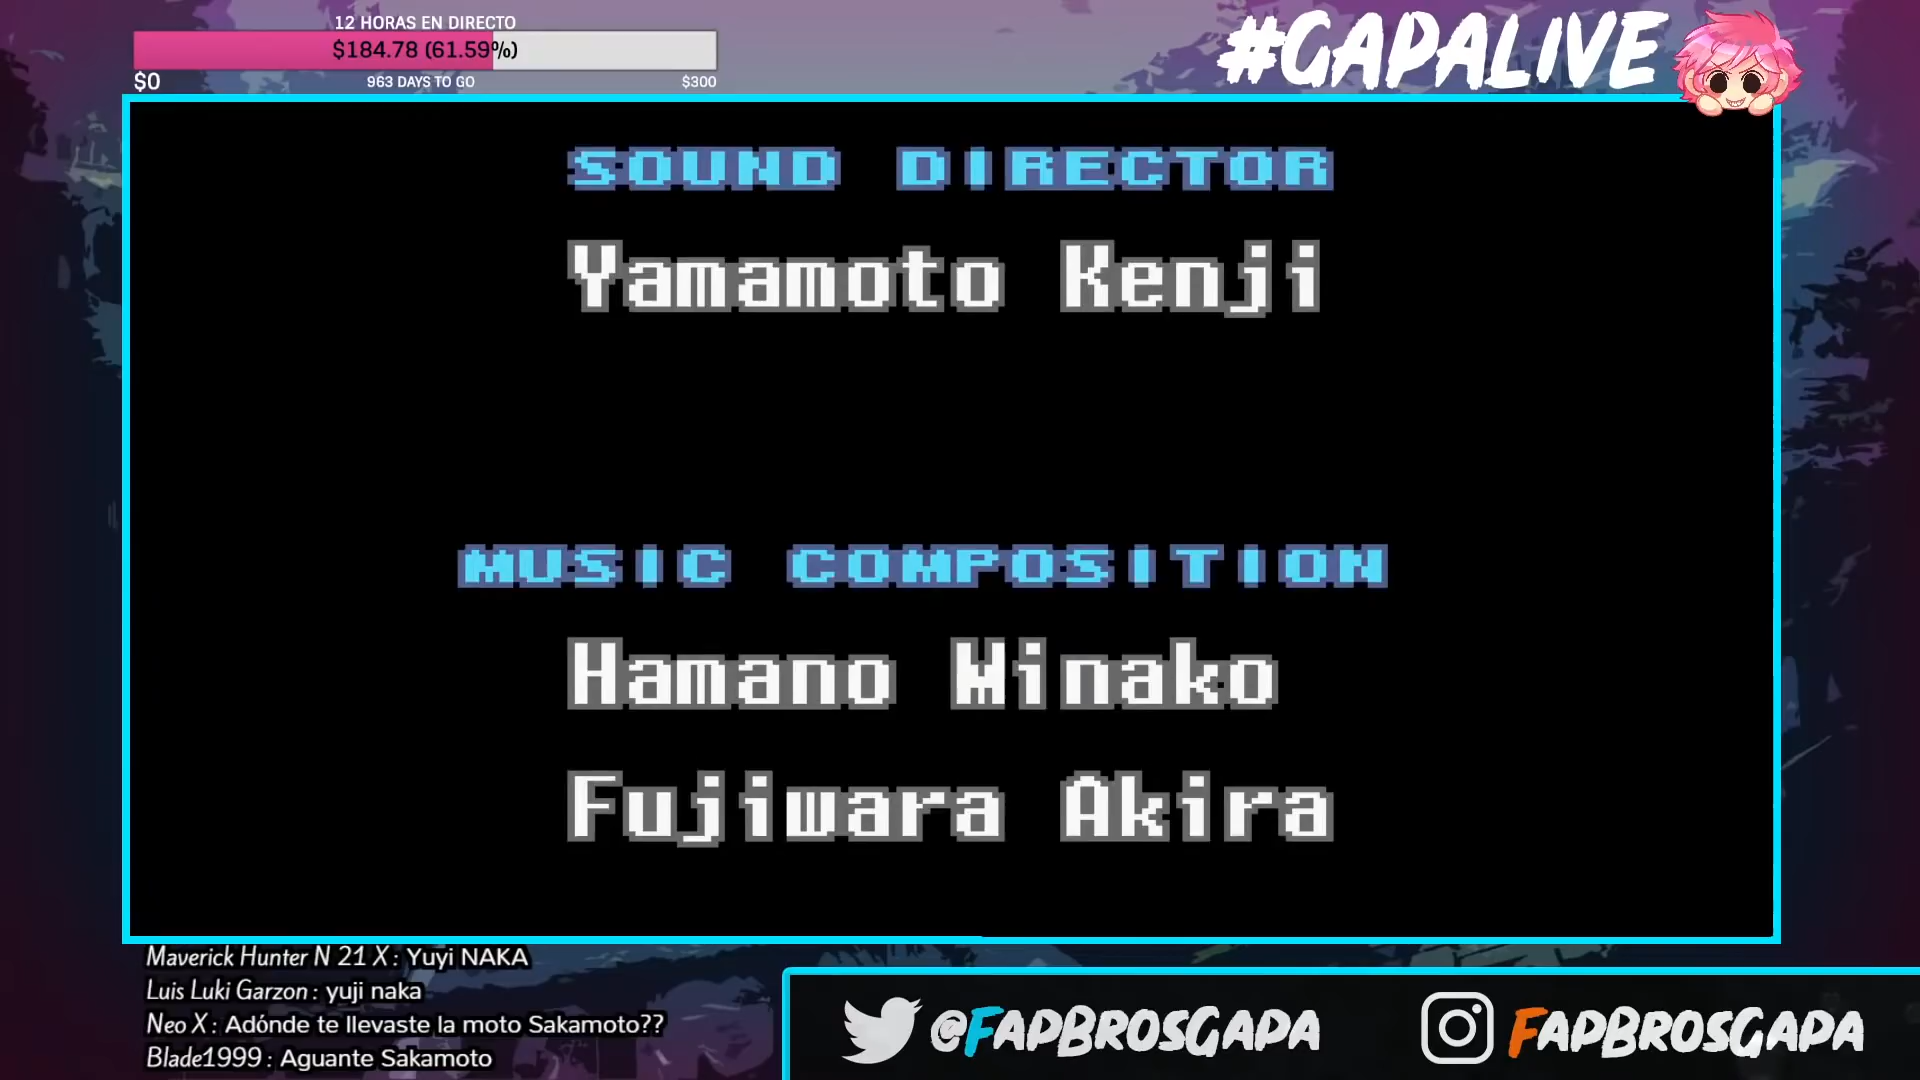 12 HORAS EN DIRECTO
$184.78 (61.59%)
$0 963 DAYS TO GO $300
#GAPALIVE
SOUND DIRECTOR
Yamamoto Kenji
MUSIC COMPOSITION
Hamano Minako
Fujiwara Akira
Maverick Hunter N 21 X : Yuyi NAKA
Luis Luki Garzon : yuji naka
Neo X : Adónde te llevaste la moto Sakamoto??
Blade1999 : Aguante Sakamoto
@FAPBROSGAPA
FAPBROSGAPA